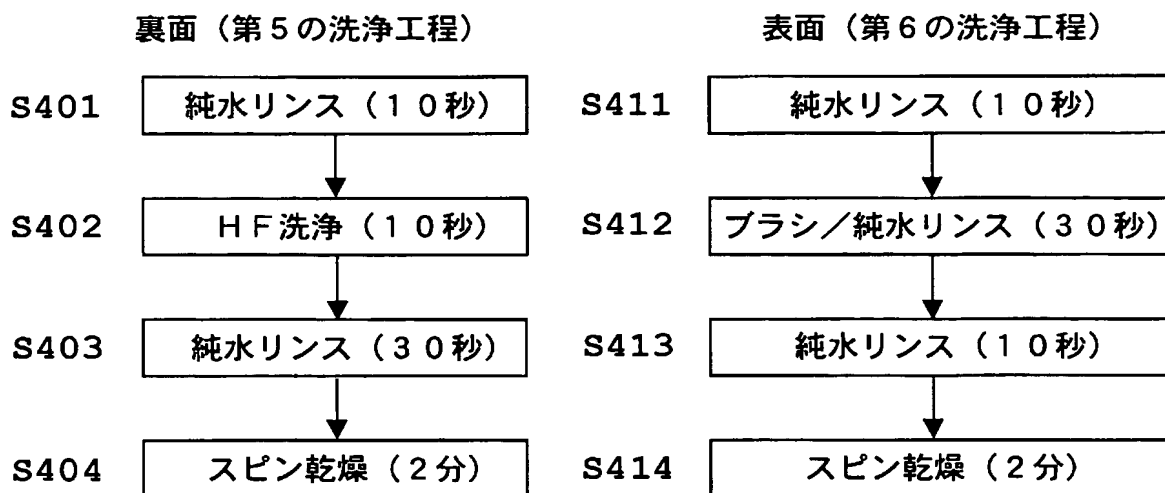 裏面（第５の洗浄工程）
S401 純水リンス（１０秒）
S402 ＨＦ洗浄（１０秒）
S403 純水リンス（３０秒）
S404 スピン乾燥（２分）
表面（第６の洗浄工程）
S411 純水リンス（１０秒）
S412 ブラシ／純水リンス（３０秒）
S413 純水リンス（１０秒）
S414 スピン乾燥（２分）